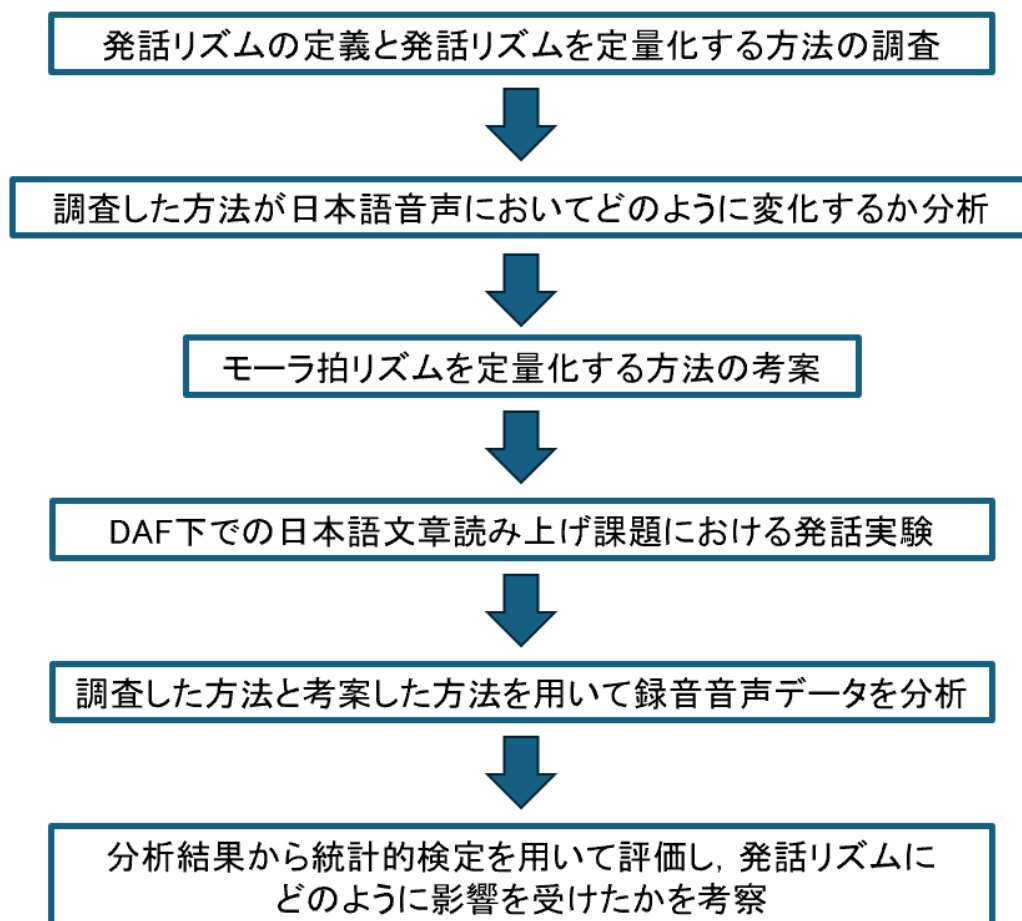 発話リズムの定義と発話リズムを定量化する方法の調査
調査した方法が日本語音声においてどのように変化するか分析
モーラ拍リズムを定量化する方法の考案
DAF下での日本語文章読み上げ課題における発話実験
調査した方法と考案した方法を用いて録音音声データを分析
分析結果から統計的検定を用いて評価し，発話リズムに
どのように影響を受けたかを考察